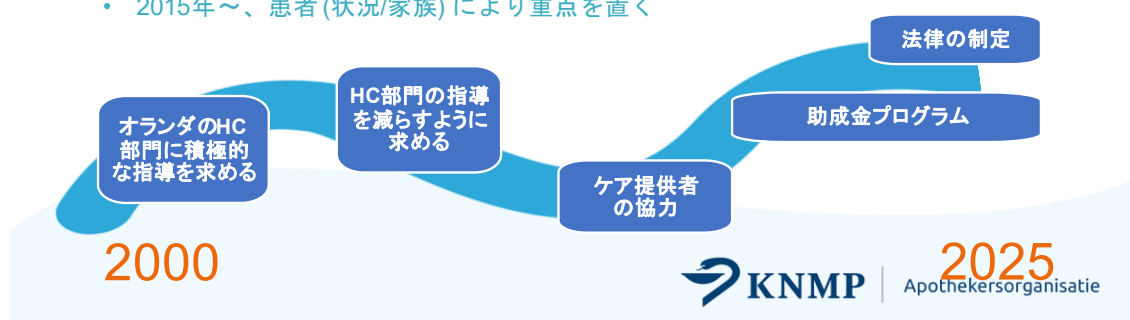 • 2015年～、患者(状況/家族) により重点を置く
法律の制定
HC部門の指導
を減らすように
求める
助成金プログラム
オランダのHC
部門に積極的
な指導を求める
ケア提供者
の協力
2000
2025
KNMP
Apothekersorganisatie